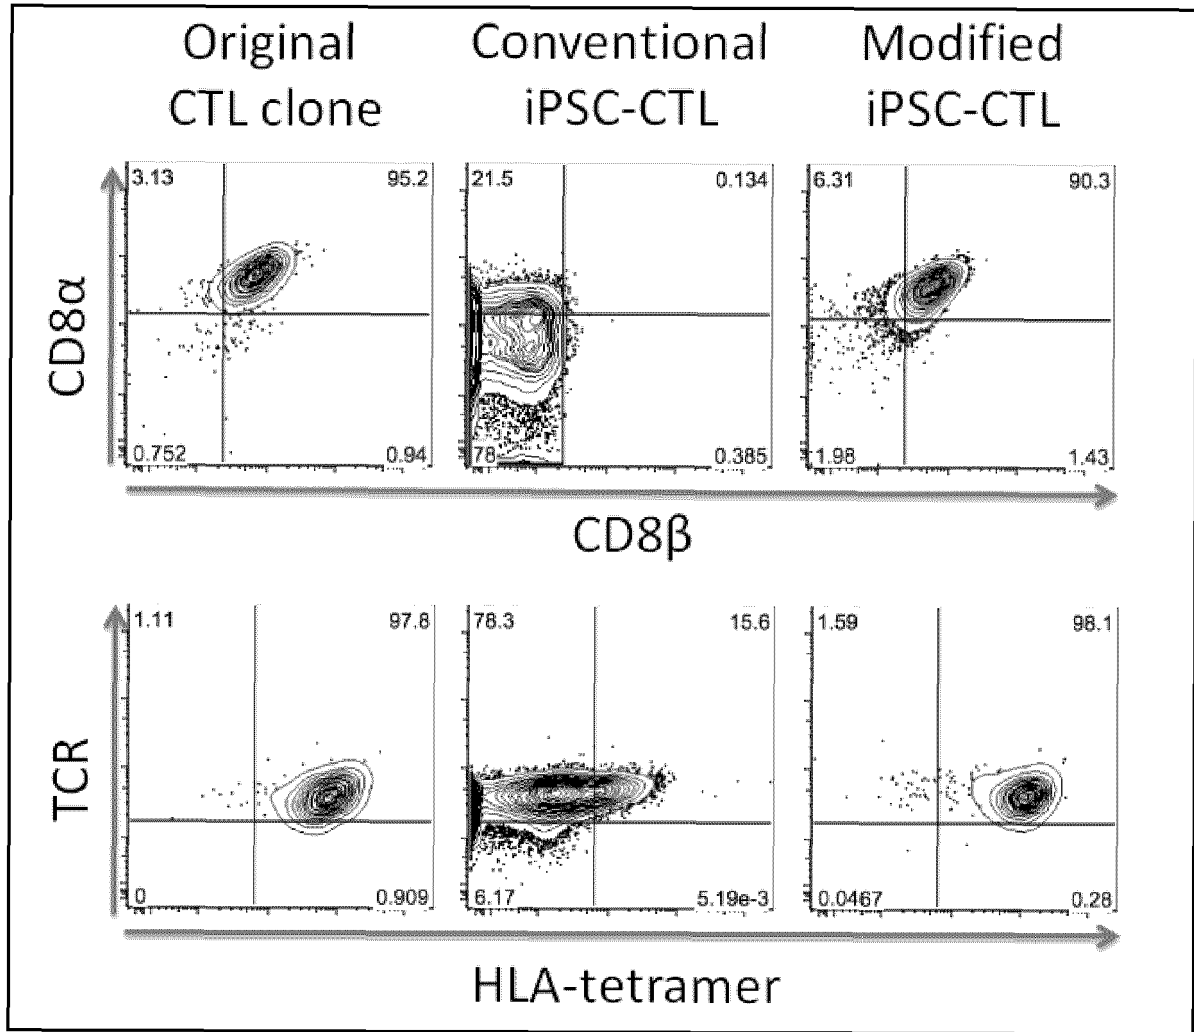 Original
CTL clone
Conventional
iPSC-CTL
Modified
iPSC-CTL
3.13
95.2
0.752
0.94
21.5
0.134
78
0.385
6.31
90.3
1.98
1.43
CD8α
CD8β
1.11
97.8
0
0.909
78.3
15.6
6.17
5.19e-3
1.59
98.1
0.0467
0.28
TCR
HLA-tetramer